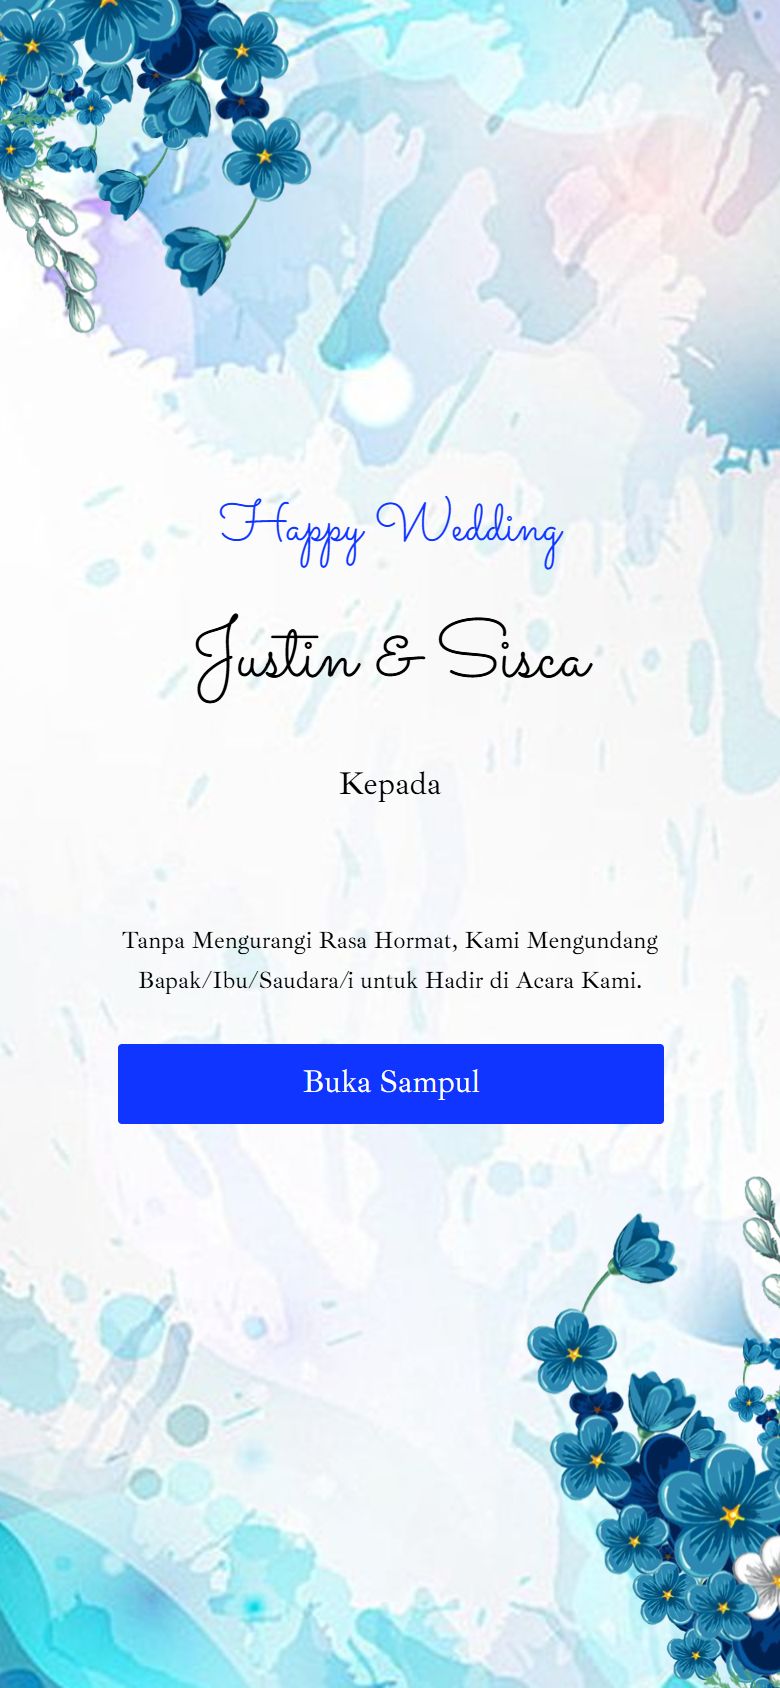 Happy Wedding
Justin & Sisca
Kepada
Tanpa Mengurangi Rasa Hormat, Kami Mengundang
Bapak/Ibu/Saudara/i untuk Hadir di Acara Kami.
Buka Sampul